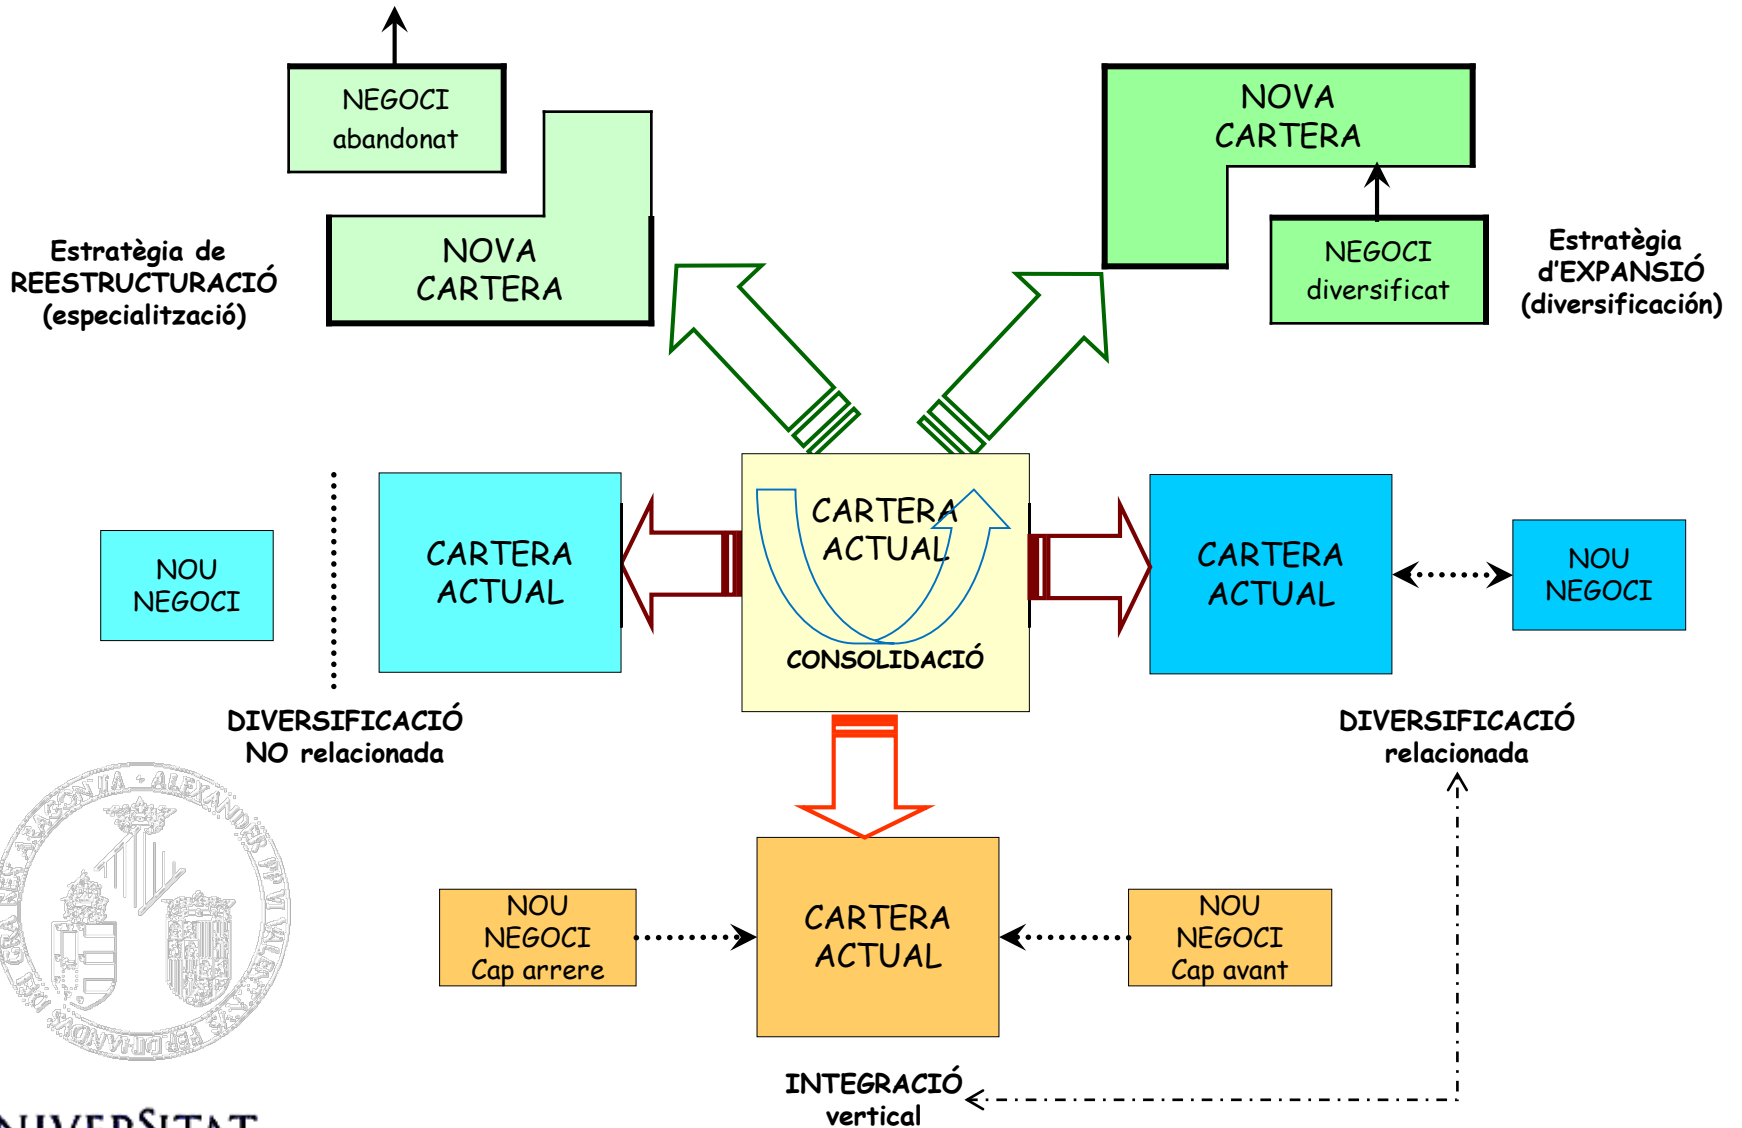 NEGOCI
abandonat
NOVA
CARTERA
Estratègia de
REESTRUCTURACIÓ
(especialització)
NOVA
CARTERA
NEGOCI
diversificat
Estratègia
d'EXPANSIÓ
(diversificación)
NOU
NEGOCI
CARTERA
ACTUAL
CARTERA
ACTUAL
CONSOLIDACIÓ
CARTERA
ACTUAL
NOU
NEGOCI
DIVERSIFICACIÓ
NO relacionada
DIVERSIFICACIÓ
relacionada
NOU
NEGOCI
Cap arrere
CARTERA
ACTUAL
NOU
NEGOCI
Cap avant
INTEGRACIÓ
vertical